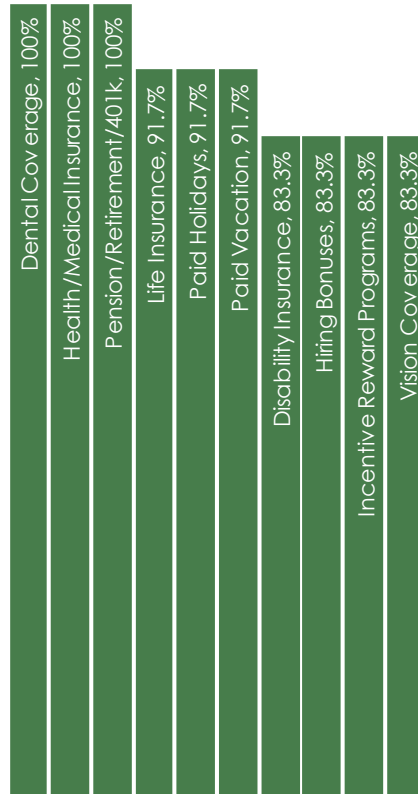 Dental Coverage, 100%
Health/Medical Insurance, 100%
Pension/Retirement/401k, 100%
Life Insurance, 91.7%
Paid Holidays, 91.7%
Paid Vacation, 91.7%
Disability Insurance, 83.3%
Hiring Bonuses, 83.3%
Incentive Reward Programs, 83.3%
Vision Coverage, 83.3%